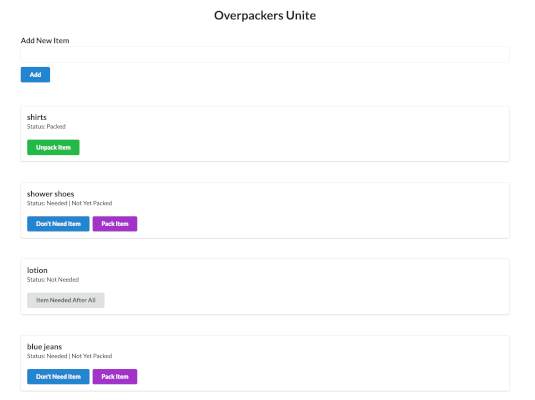 Overpackers Unite
Add New Item
Add
shirts
Status: Packed
Unpack Item
shower shoes
Status: Needed | Not Yet Packed
Don't Need Item Pack Item
lotion
Status: Not Needed
Item Needed After All
blue jeans
Status: Needed | Not Yet Packed
Don't Need Item Pack Item